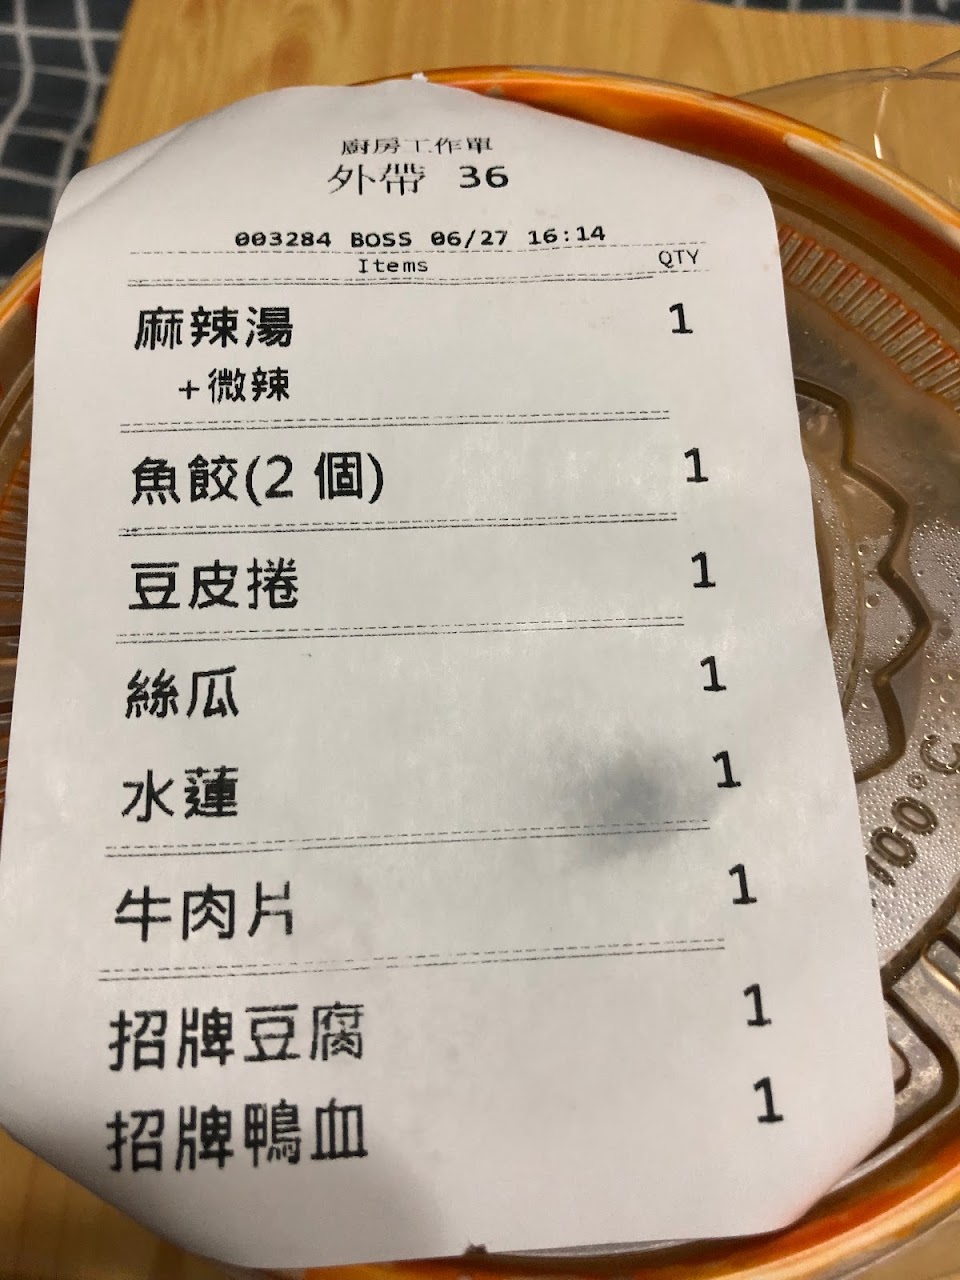 廚房工作單
外帶 36
003284 BOSS 06/27 16:14
Items QTY
麻辣湯 1
+微辣
魚餃(2 個) 1
豆皮捲 1
絲瓜 1
水蓮 1
牛肉片 1
招牌豆腐 1
招牌鴨血 1
100°C